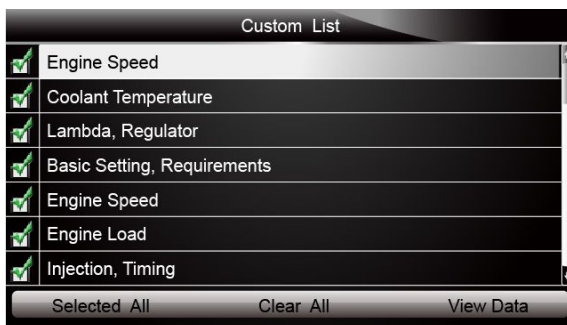 Custom List
Engine Speed
Coolant Temperature
Lambda, Regulator
Basic Setting, Requirements
Engine Speed
Engine Load
Injection, Timing
Selected All Clear All View Data